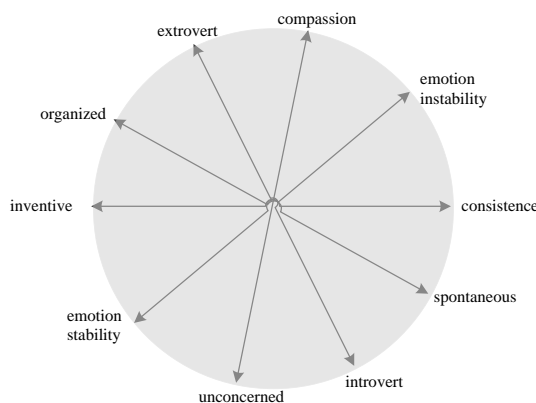 compassion
extrovert
emotion
instability
organized
inventive
consistence
spontaneous
emotion
stability
introvert
unconcerned